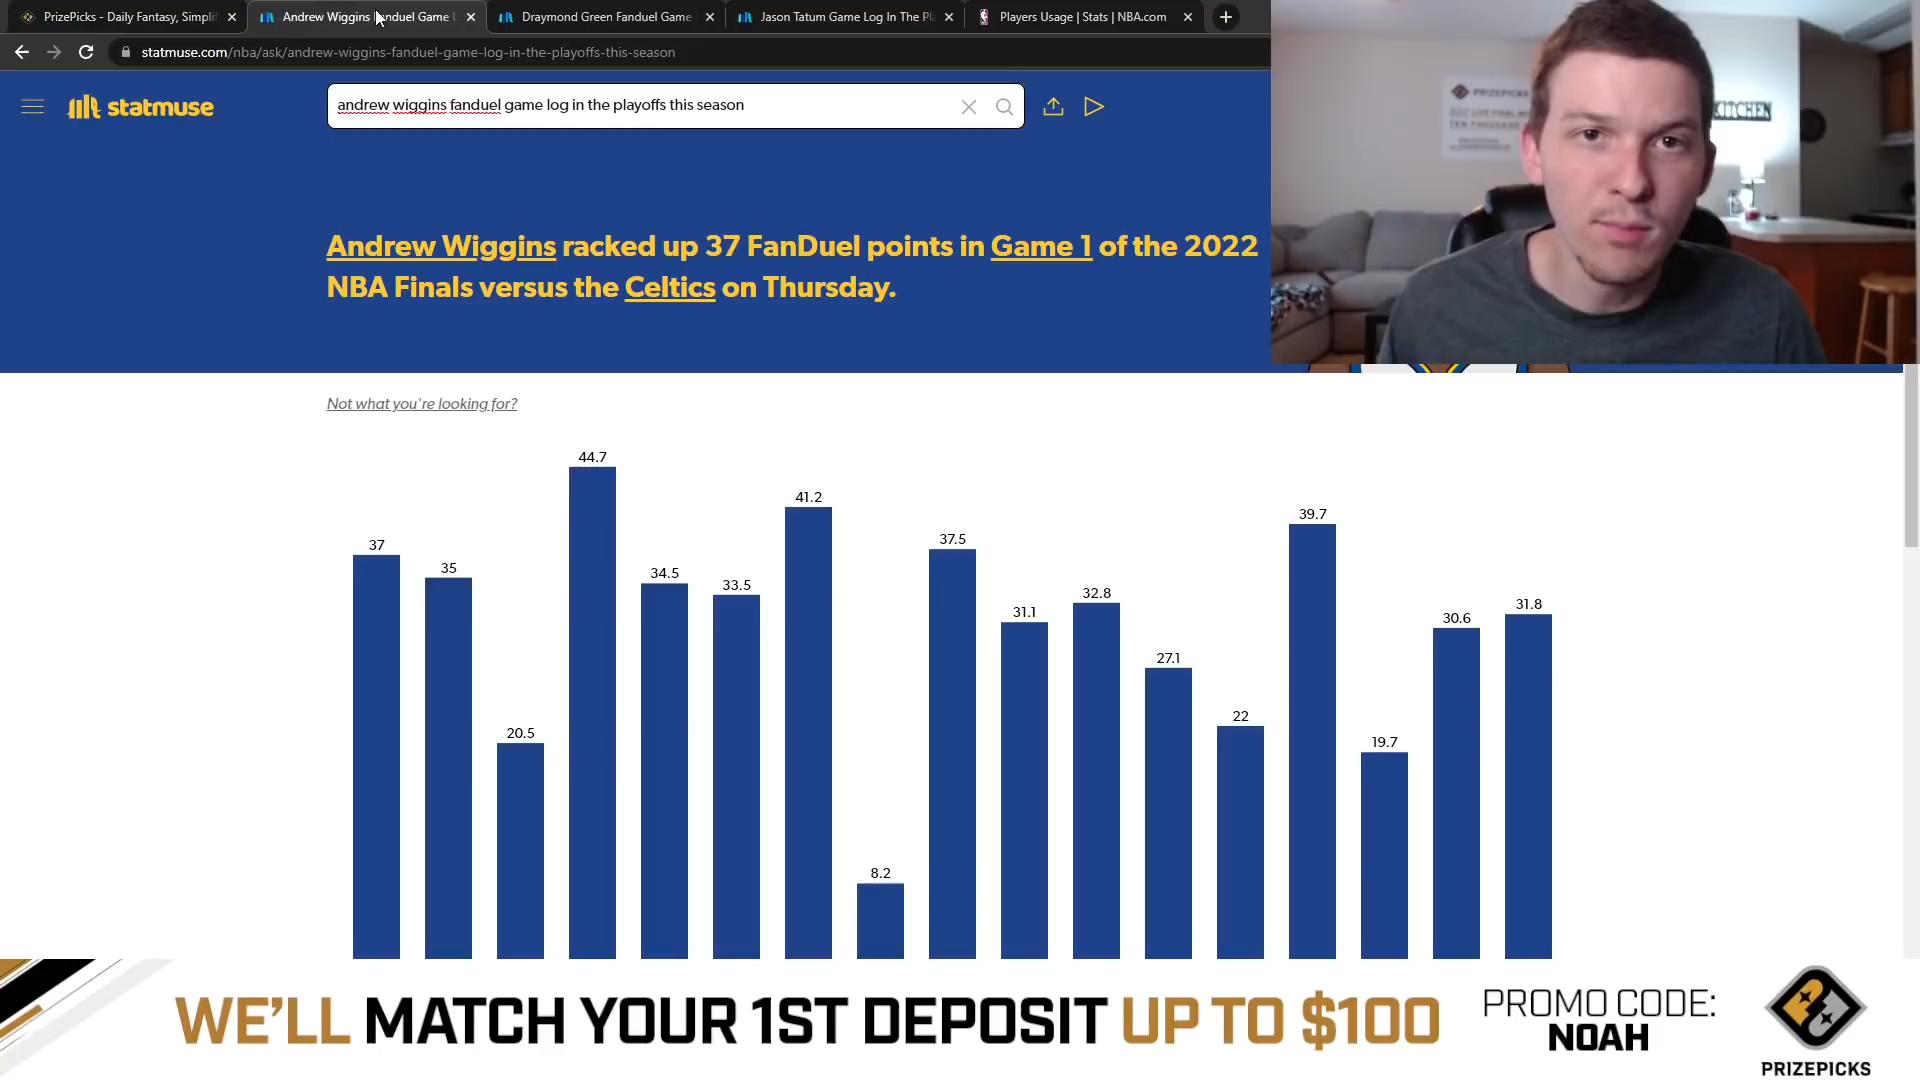 PrizePicks - Daily Fantasy, Simplif
Andrew Wiggins Fanduel Game L
Draymond Green Fanduel Game
Jason Tatum Game Log In The Pl
Players Usage | Stats | NBA.com
statmuse.com/nba/ask/andrew-wiggins-fanduel-game-log-in-the-playoffs-this-season
statmuse
andrew wiggins fanduel game log in the playoffs this season
PRIZEPICKS
KITCHEN
Andrew Wiggins racked up 37 FanDuel points in Game 1 of the 2022
NBA Finals versus the Celtics on Thursday.
Not what you're looking for?
37
35
20.5
44.7
34.5
33.5
41.2
8.2
37.5
31.1
32.8
27.1
22
39.7
19.7
30.6
31.8
WE'LL MATCH YOUR 1ST DEPOSIT UP TO $100
PROMO CODE:
NOAH
PRIZEPICKS